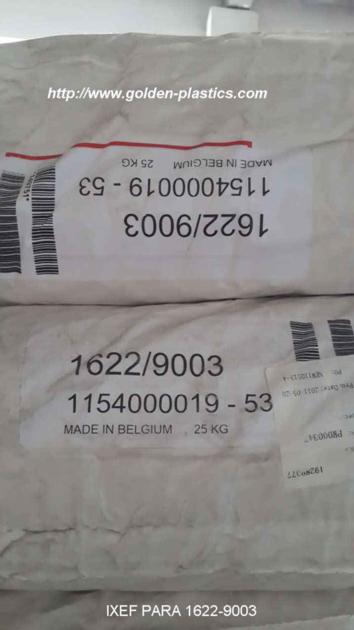 http://www.golden-plastics.com
MADE IN BELGIUM 25 KG
1154000019 - 53
1622/9003
1622/9003
1154000019 - 53
MADE IN BELGIUM 25 KG
IXEF PARA 1622-9003